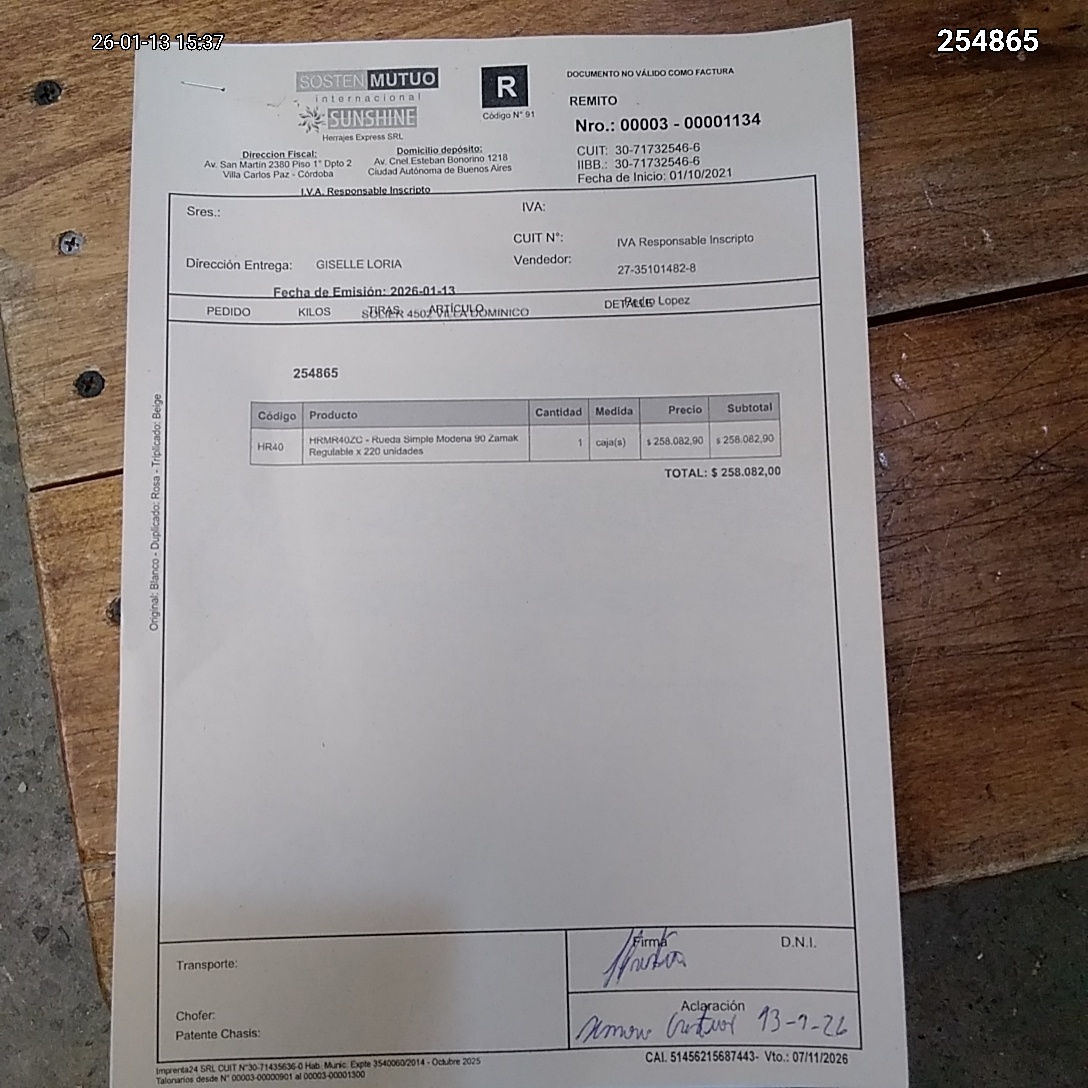 26-01-13 15:37
254865
SOSTEN MUTUO
internacional
SUNSHINE
Herrajes Express SRL
R
Código N° 91
DOCUMENTO NO VÁLIDO COMO FACTURA
REMITO
Nro.: 00003 - 00001134
CUIT: 30-71732546-6
IIBB.: 30-71732546-6
Fecha de Inicio: 01/10/2021
Direccion Fiscal:
Av. San Martín 2380 Piso 1° Dpto 2
Villa Carlos Paz - Córdoba
Domicilio depósito:
Av. Cnel.Esteban Bonorino 1218
Ciudad Autónoma de Buenos Aires
I.V.A. Responsable Inscripto
Sres.:
IVA:
CUIT N°:
IVA Responsable Inscripto
Dirección Entrega: GISELLE LORIA
Vendedor:
27-35101482-8
Fecha de Emisión: 2026-01-13
PEDIDO KILOS TIRAS ARTÍCULO DETALLE
Pedro Lopez
4502 VILLA DOMINICO
254865
Código Producto Cantidad Medida Precio Subtotal
HR40 HRMR40ZC - Rueda Simple Modena 90 Zamak Regulable x 220 unidades 1 caja(s) $ 258.082,90 $ 258.082,90
TOTAL: $ 258.082,00
Original: Blanco - Duplicado: Rosa - Triplicado: Beige
Transporte:
Chofer:
Patente Chasis:
Firma
D.N.I.
Aclaración
13-1-26
Imprenta24 SRL CUIT N°30-71435636-0 Hab. Munic. Expte 3540060/2014 - Octubre 2025
Talonarios desde N° 00003-00000901 al 00003-00001300
CAI. 51456215687443- Vto.: 07/11/2026